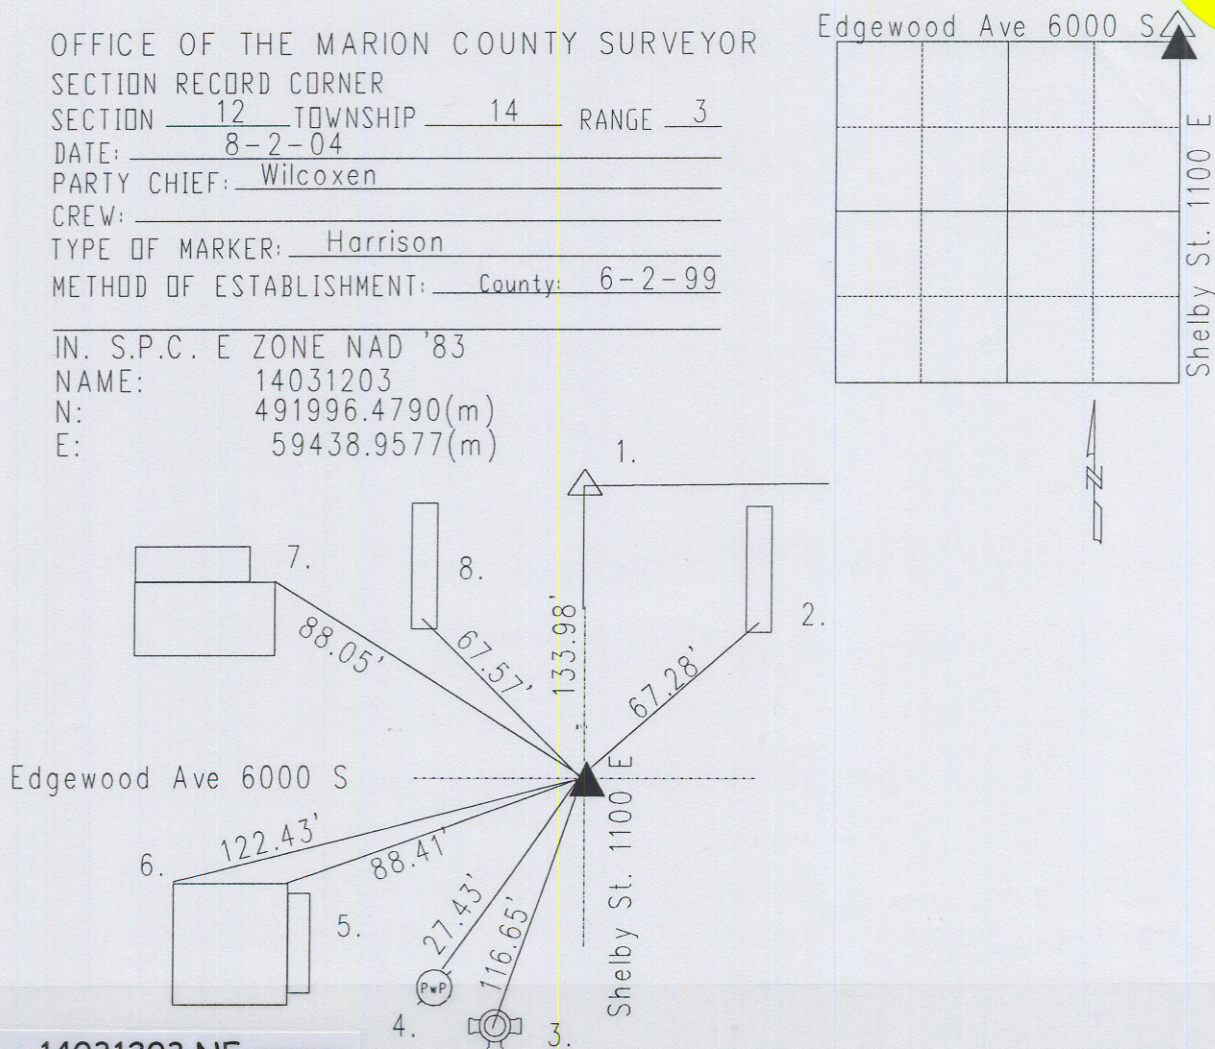 OFFICE OF THE MARION COUNTY SURVEYOR
SECTION RECORD CORNER
SECTION 12 TOWNSHIP 14 RANGE 3
DATE: 8-2-04
PARTY CHIEF: Wilcoxen
CREW:
TYPE OF MARKER: Harrison
METHOD OF ESTABLISHMENT: County: 6-2-99
IN. S.P.C. E ZONE NAD '83
NAME: 14031203
N: 491996.4790(m)
E: 59438.9577(m)
Edgewood Ave 6000 S
Shelby St. 1100 E
N
1.
7.
8.
2.
88.05'
67.57'
133.98'
67.28'
Edgewood Ave 6000 S
122.43'
88.41'
6.
5.
27.43'
116.65'
Shelby St. 1100 E
PwP
4.
3.